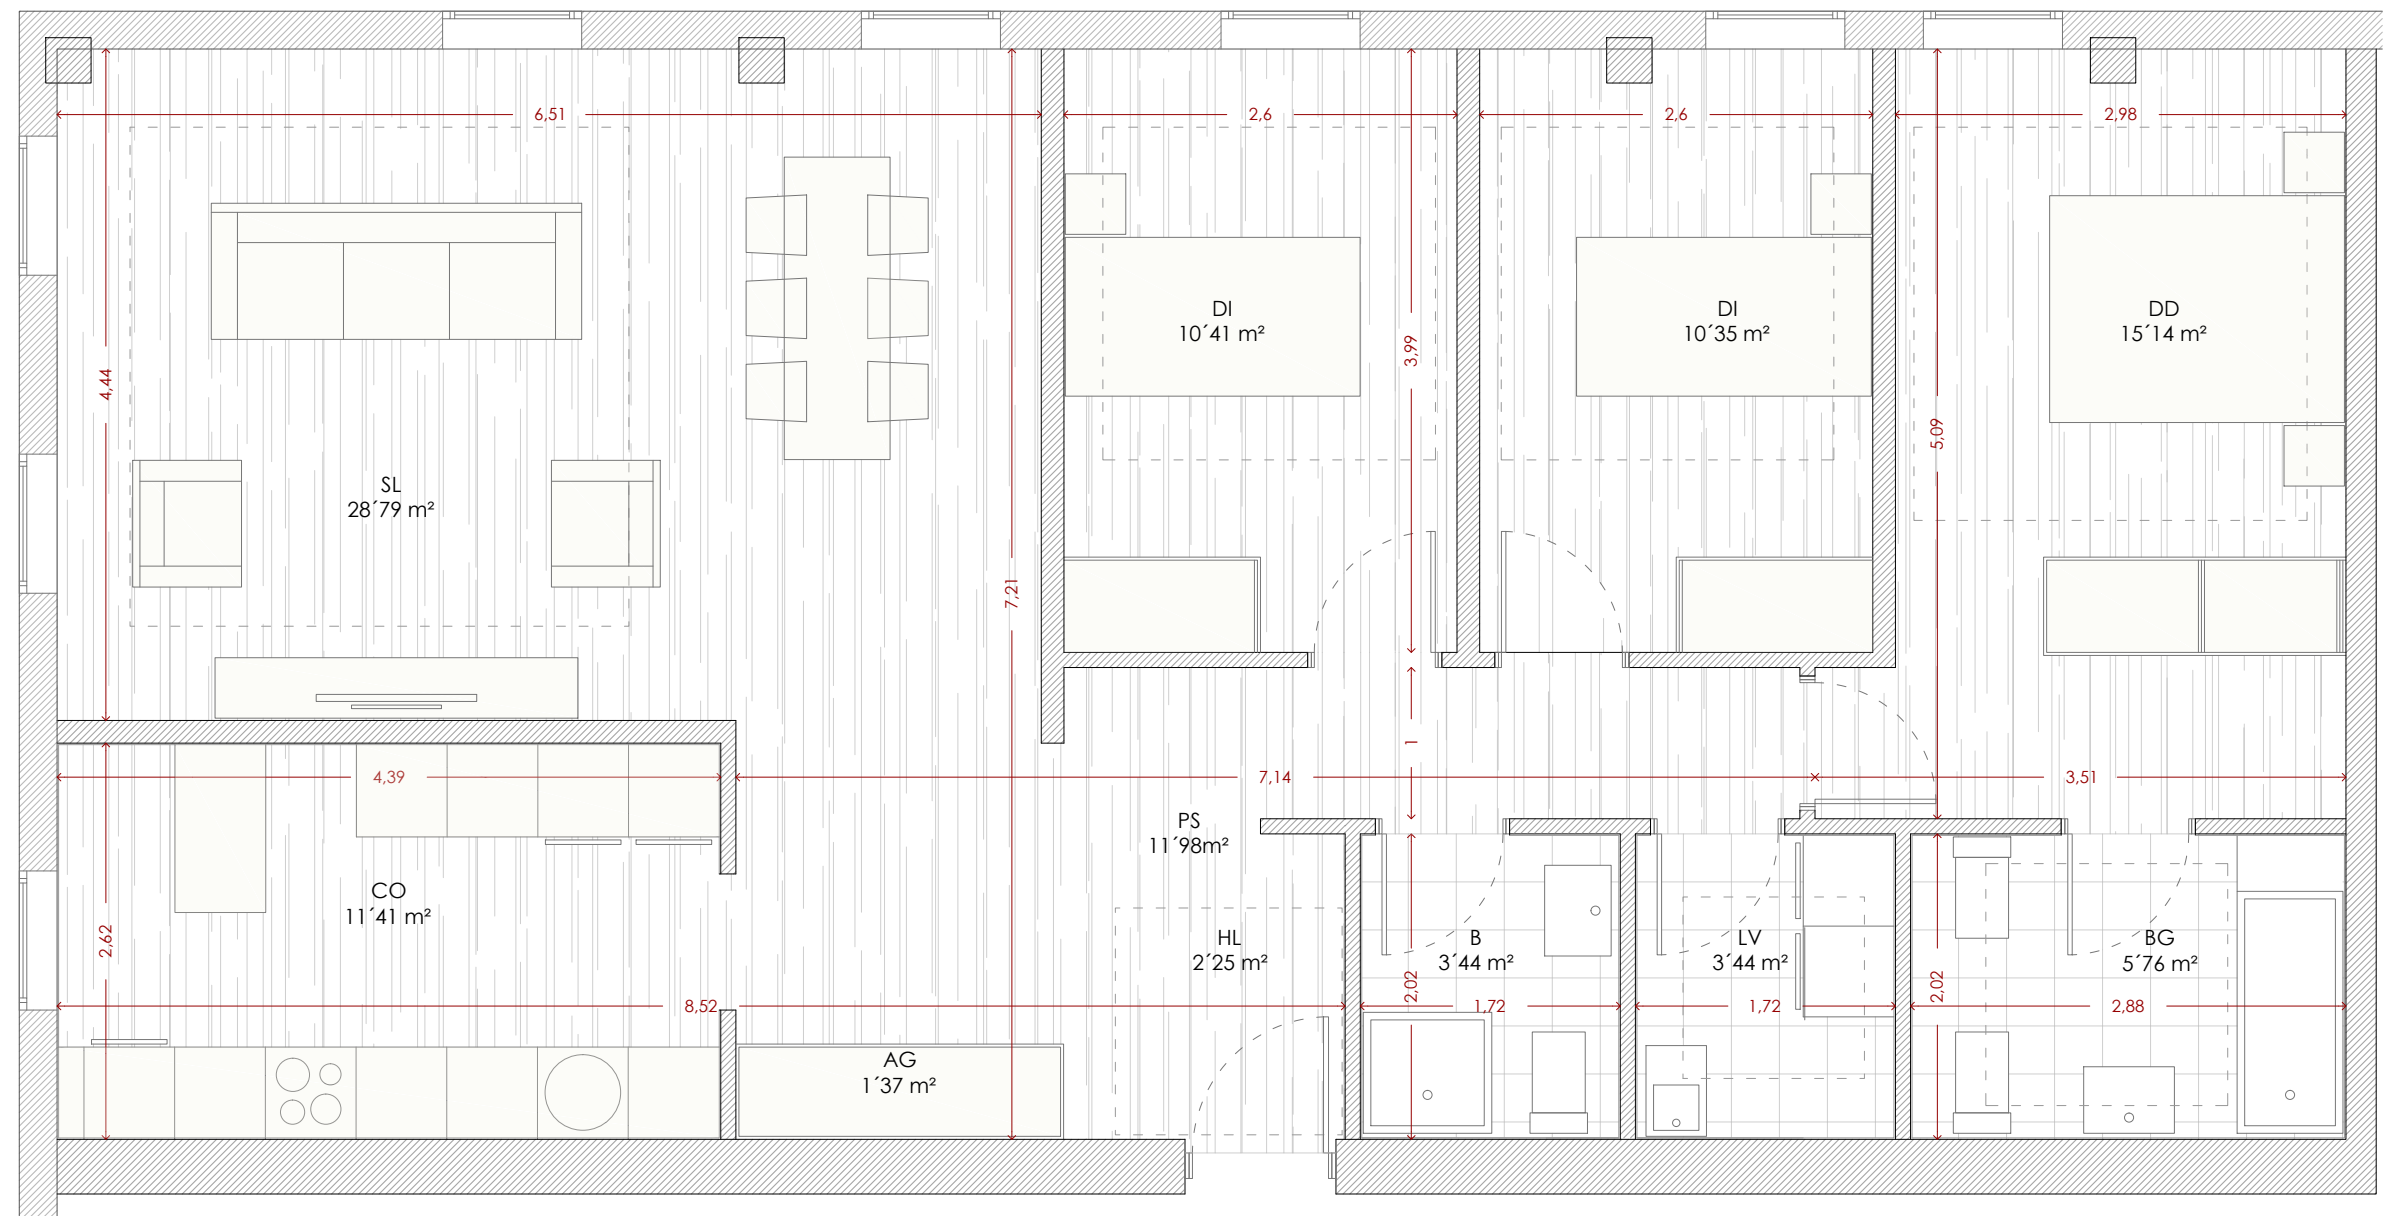 6,51
2,6
2,6
2,98
DI
10´41 m²
DI
10´35 m²
DD
15´14 m²
3,99
4,44
5,09
SL
28´79 m²
7,21
1
4,39
7,14
3,51
PS
11´98m²
CO
11´41 m²
2,62
HL
2´25 m²
B
3´44 m²
LV
3´44 m²
BG
5´76 m²
2,02
2,02
8,52
1,72
1,72
2,88
AG
1´37 m²